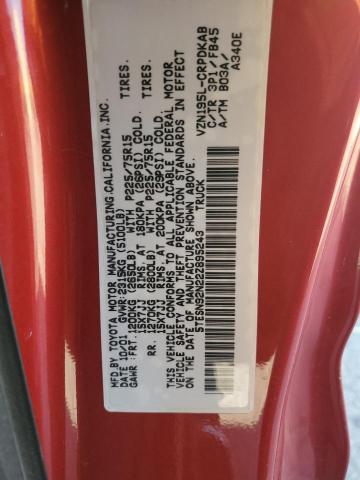 MFD. BY: TOYOTA MOTOR MANUFACTURING, CALIFORNIA, INC.
DATE: 10/01 GVWR: 2315KG (5100LB)
GAWR: FRT. 1200KG (2650LB) WITH P225/75R15 TIRES,
15X7JJ RIMS, AT 180KPA (26PSI) COLD.
RR. 1270KG (2800LB) WITH P225/75R15 TIRES,
15X7JJ RIMS, AT 200KPA (29PSI) COLD.
THIS VEHICLE CONFORMS TO ALL APPLICABLE FEDERAL MOTOR
VEHICLE SAFETY AND THEFT PREVENTION STANDARDS IN EFFECT
ON THE DATE OF MANUFACTURE SHOWN ABOVE.
5TESN92N22Z895243 TRUCK
VZN195L-CRPDKAB
C/TR 3P1/FB45
A/TM B03A/
A340E